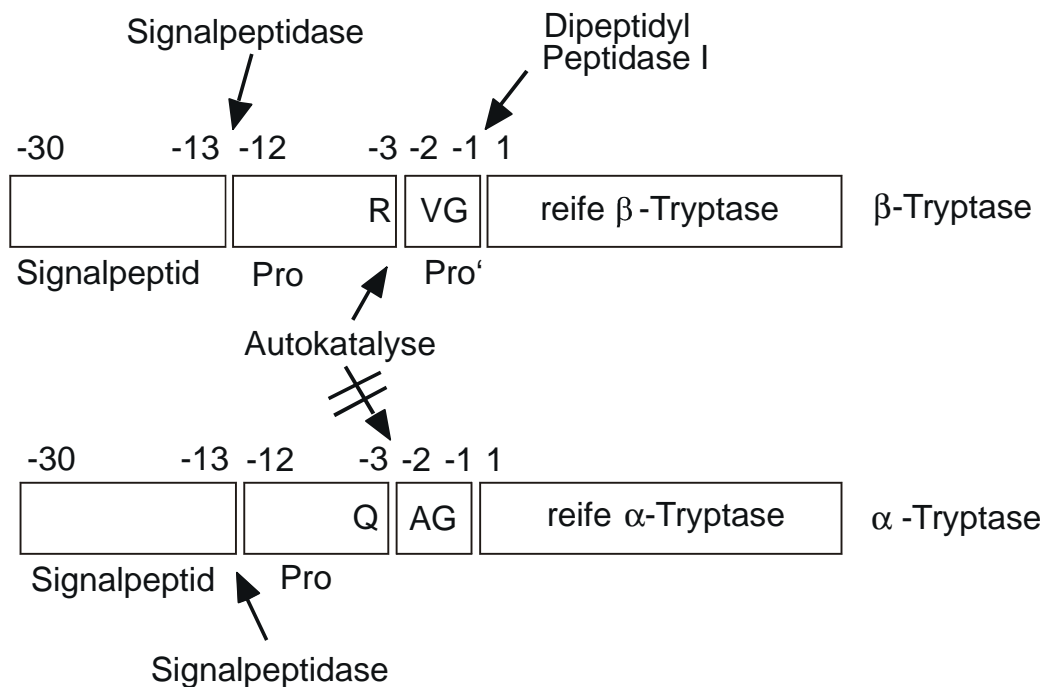 Signalpeptidase
Dipeptidyl
Peptidase I
-30 -13 -12 -3 -2 -1 1
R VG reife β -Tryptase β-Tryptase
Signalpeptid Pro Pro‘
Autokatalyse
-30 -13 -12 -3 -2 -1 1
Q AG reife α-Tryptase α -Tryptase
Signalpeptid Pro
Signalpeptidase